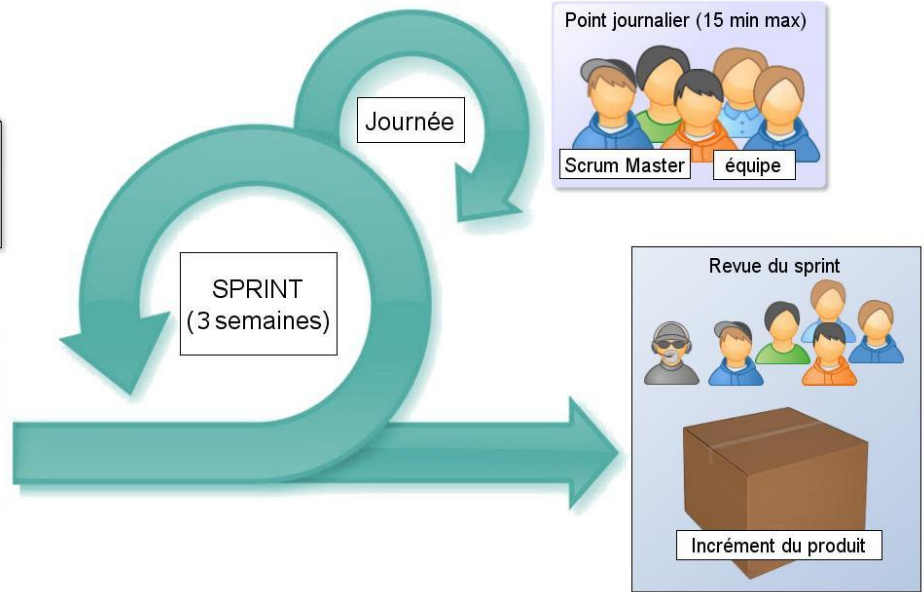 Point journalier (15 min max)
Scrum Master
équipe
Journée
SPRINT
(3 semaines)
Revue du sprint
Incrément du produit